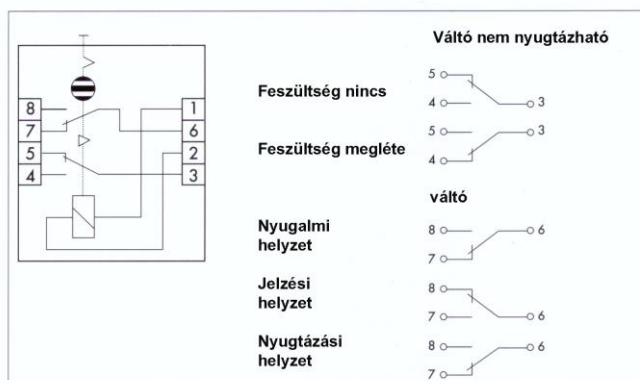 Váltó nem nyugtázható
Feszültség nincs
5
4
3
Feszültség megléte
5
4
3
váltó
Nyugalmi
helyzet
8
7
6
Jelzési
helyzet
8
7
6
Nyugtázási
helyzet
8
7
6
8
7
5
4
1
6
2
3